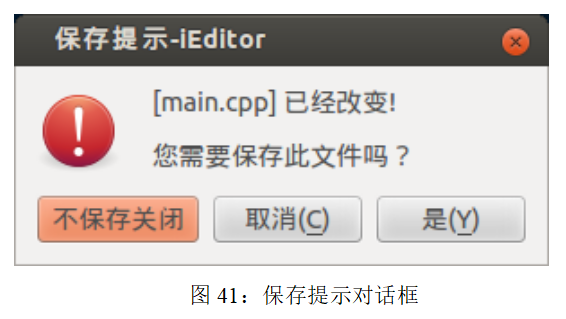 保存提示-iEditor
[main.cpp] 已经改变!
您需要保存此文件吗？
不保存关闭 取消(C) 是(Y)
图 41：保存提示对话框